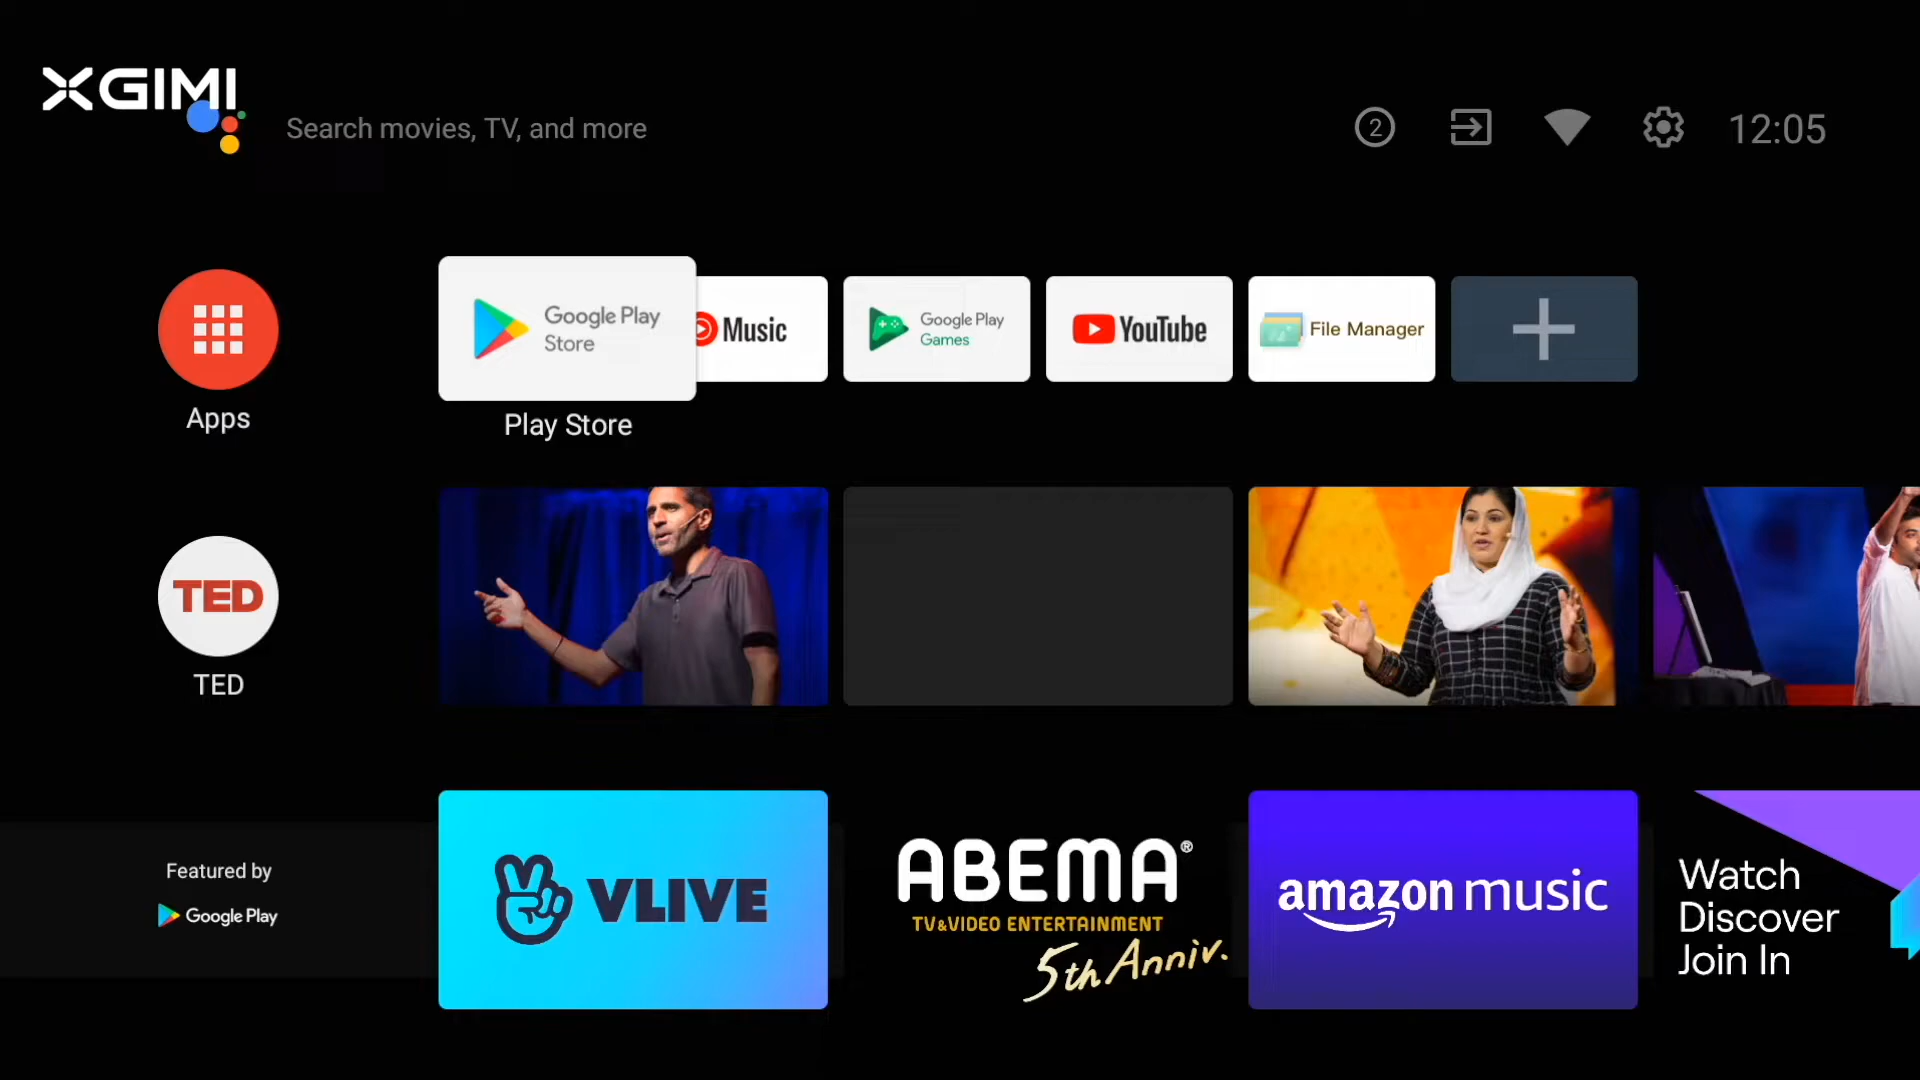 XGIMI
Search movies, TV, and more
2
12:05
Apps
Google Play
Store
Music
Google Play
Games
YouTube
File Manager
Play Store
TED
TED
Featured by
Google Play
VLIVE
ABEMA®
TV&VIDEO ENTERTAINMENT
5th Anniv.
amazon music
Watch
Discover
Join In